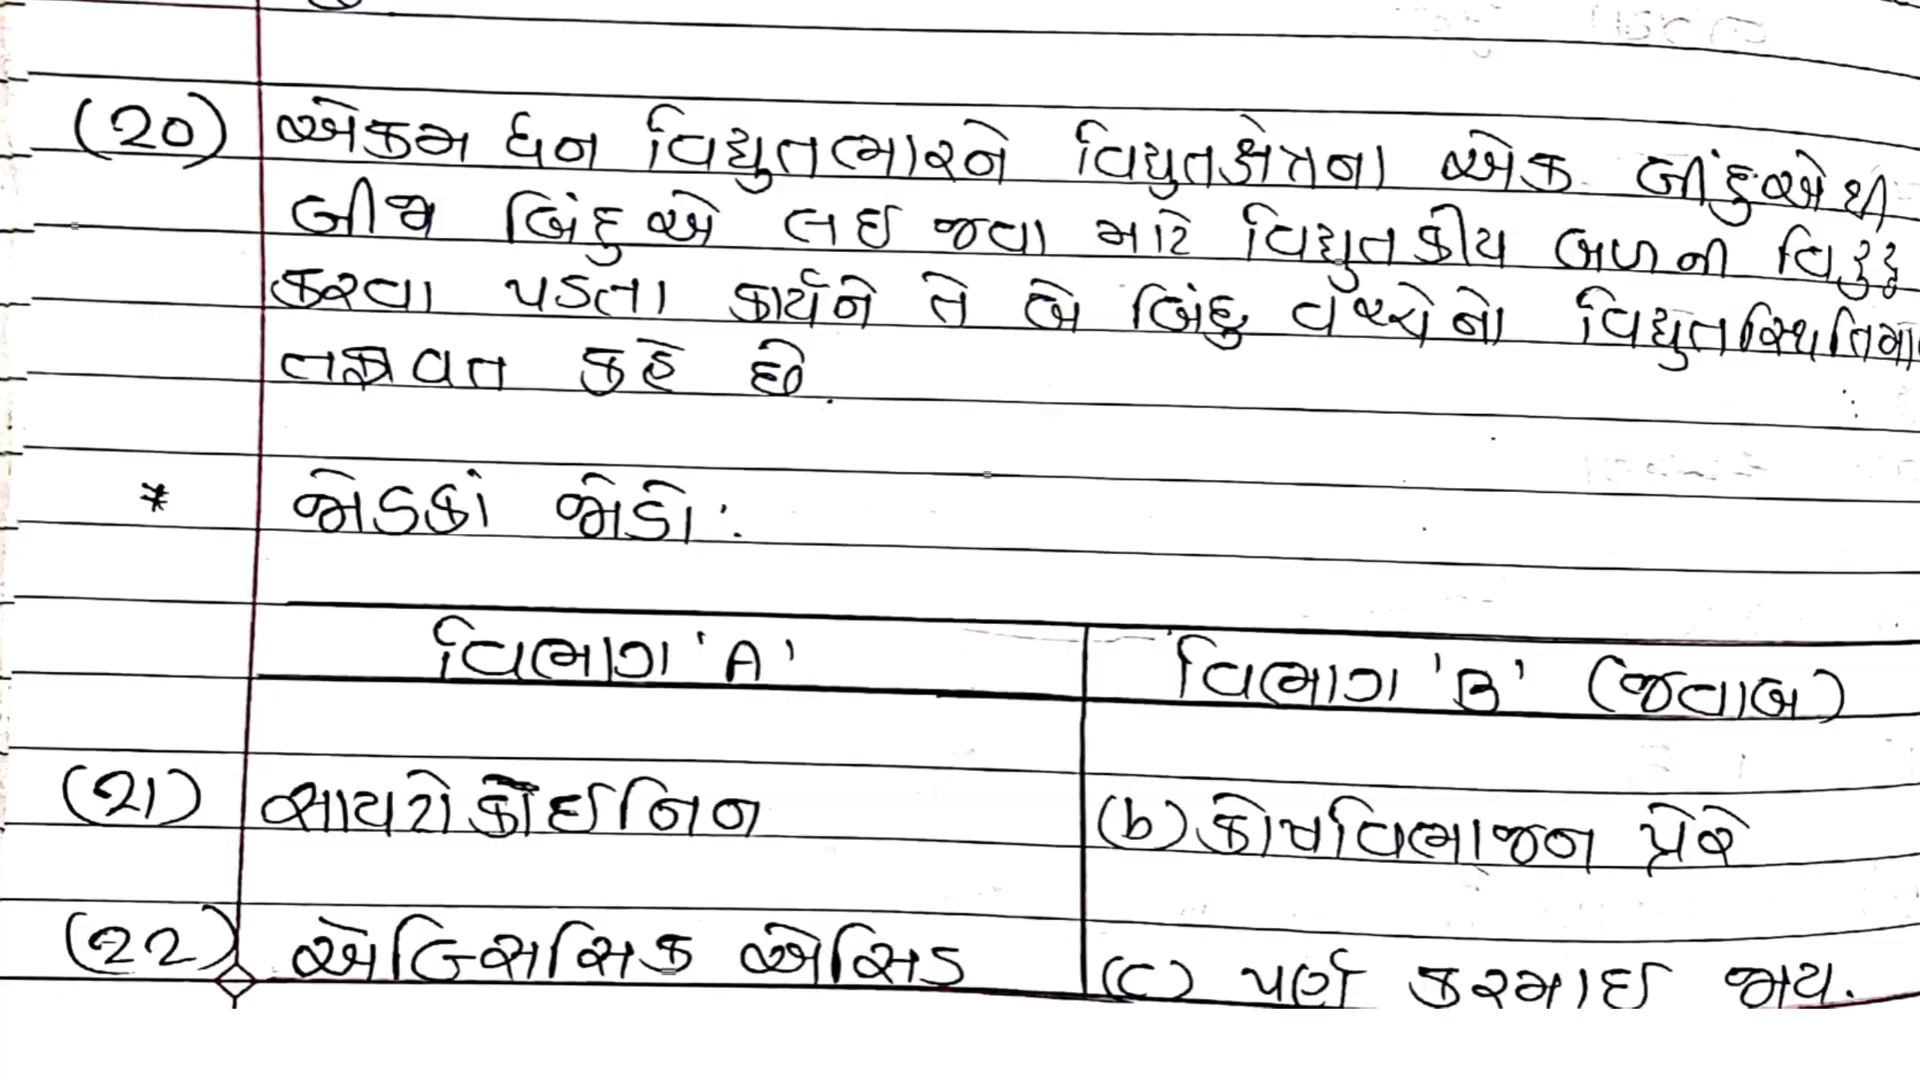 (20) એકમ ધન વિદ્યુતભારને વિદ્યુતક્ષેત્રના એક બીંદુએથી
બીજા બિંદુએ લઇ જવા માટે વિદ્યુતકીય બળની વિરુદ્ધ
કરવા પડતા કાર્યને તે બે બિંદુ વચ્ચેનો વિદ્યુતસ્થિતિમા
તફાવત કહે છે.
* જોડકાં જોડો :
વિભાગ 'A' વિભાગ 'B' (જવાબ)
(21) સાયટોકાઈનિન (b) કોષવિભાજન પ્રેરે
(22) એબ્સિસિક એસિડ (c) પર્ણ કરમાઈ જાય.